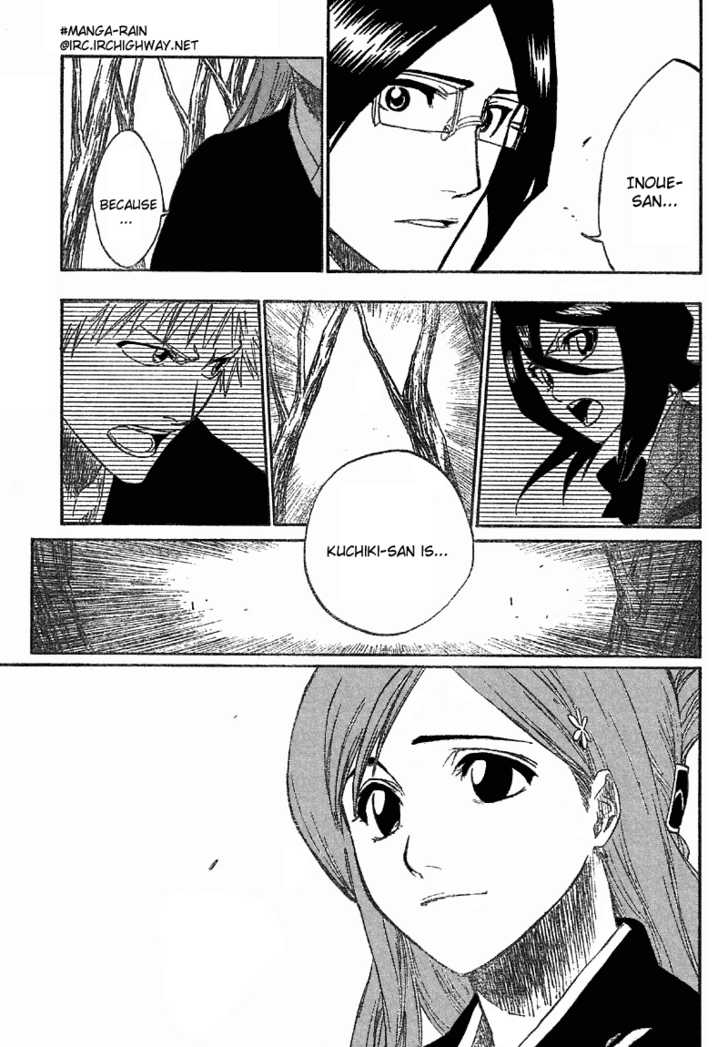 #MANGA-RAIN
@IRC.IRCHIGHWAY.NET
INOUE-
SAN...
BECAUSE
...
KUCHIKI-SAN IS...